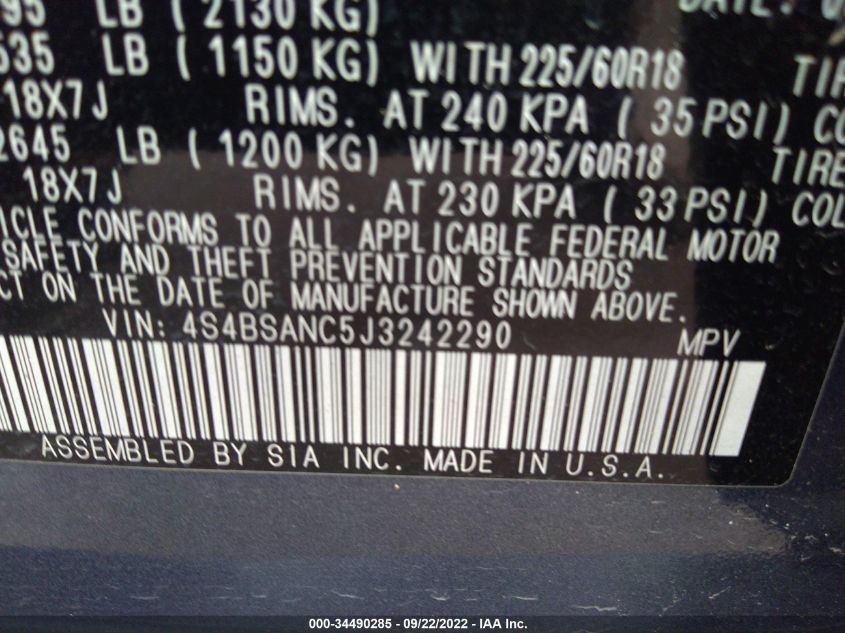 LB ( 2130 KG)
LB ( 1150 KG) WITH 225/60R18
18X7J RIMS. AT 240 KPA ( 35 PSI)
2645 LB ( 1200 KG) WITH 225/60R18 TIRE
18X7J RIMS. AT 230 KPA ( 33 PSI) COL
CONFORMS TO ALL APPLICABLE FEDERAL MOTOR
SAFETY AND THEFT PREVENTION STANDARDS
ON THE DATE OF MANUFACTURE SHOWN ABOVE.
VIN: 4S4BSANC5J3242290 MPV
ASSEMBLED BY SIA INC. MADE IN U.S.A.
000-34490285 - 09/22/2022 - IAA Inc.